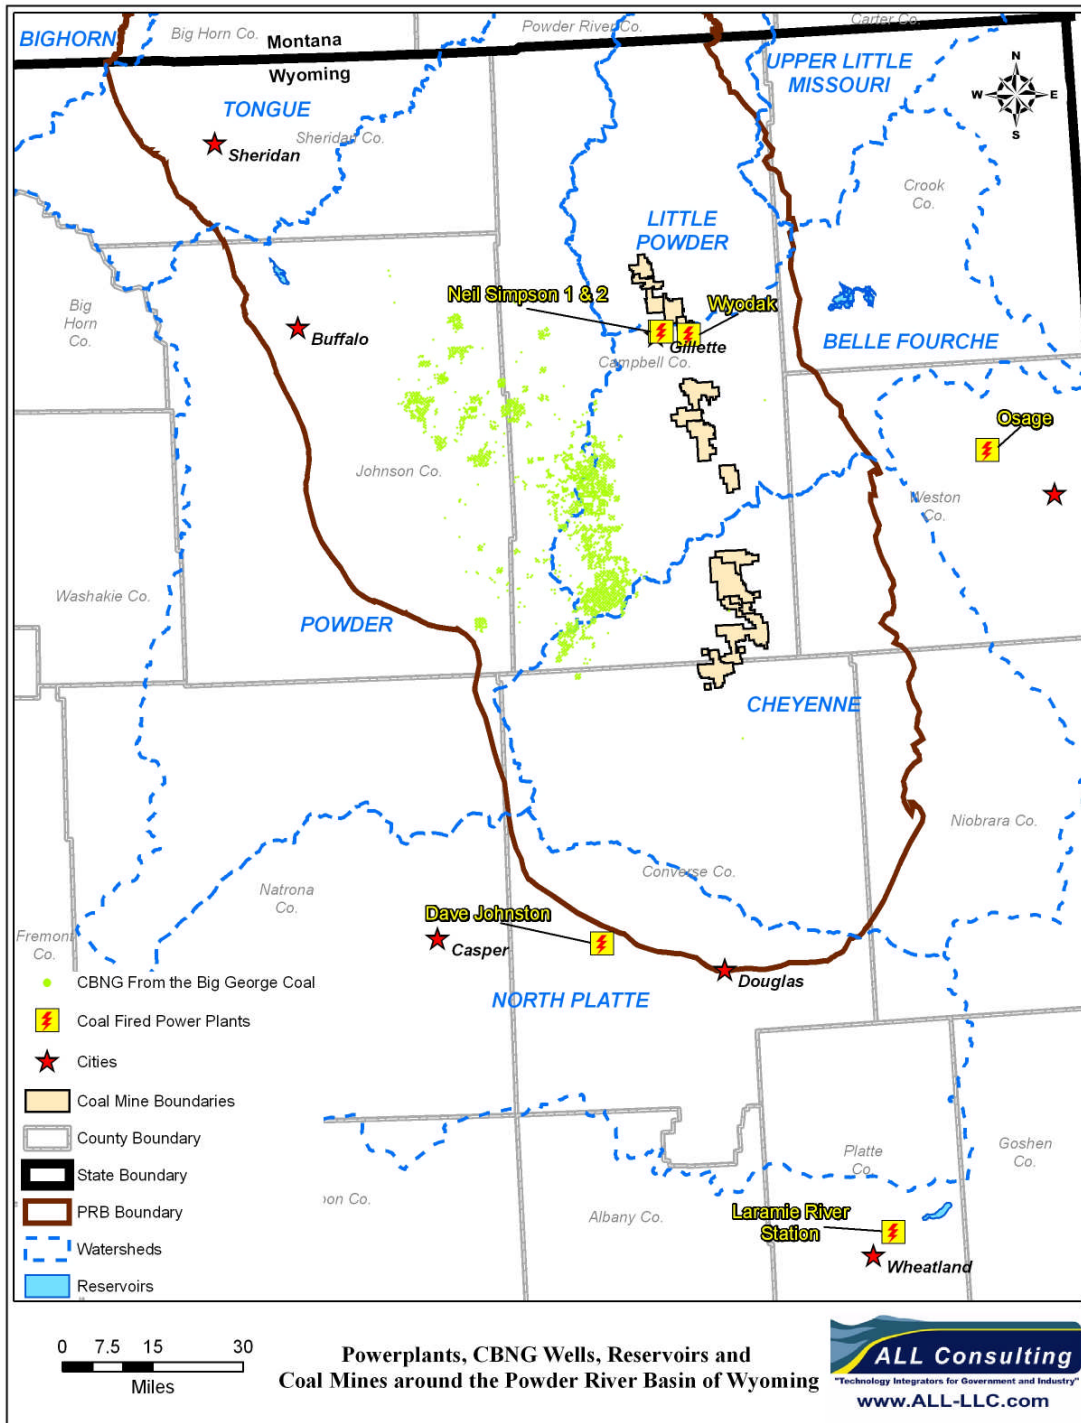 BIGHORN
Big Horn Co.
Montana
Powder River Co.
Carter Co.
Wyoming
UPPER LITTLE
MISSOURI
N
W
E
S
TONGUE
Sheridan Co.
Sheridan
Crook
Co.
LITTLE
POWDER
Neil Simpson 1 & 2
Wyodak
Big
Horn
Co.
Buffalo
Gillette
Campbell Co.
BELLE FOURCHE
Osage
Johnson Co.
Weston
Co.
Washakie Co.
POWDER
CHEYENNE
Niobrara Co.
Converse Co.
Natrona
Co.
Dave Johnston
Fremont
Co.
Casper
Douglas
NORTH PLATTE
CBNG From the Big George Coal
Coal Fired Power Plants
Cities
Coal Mine Boundaries
County Boundary
State Boundary
PRB Boundary
Watersheds
Reservoirs
Platte
Co.
Goshen
Co.
bon Co.
Albany Co.
Laramie River
Station
Wheatland
0 7.5 15 30
Miles
Powerplants, CBNG Wells, Reservoirs and
Coal Mines around the Powder River Basin of Wyoming
ALL Consulting
"Technology Integrators for Government and Industry"
www.ALL-LLC.com